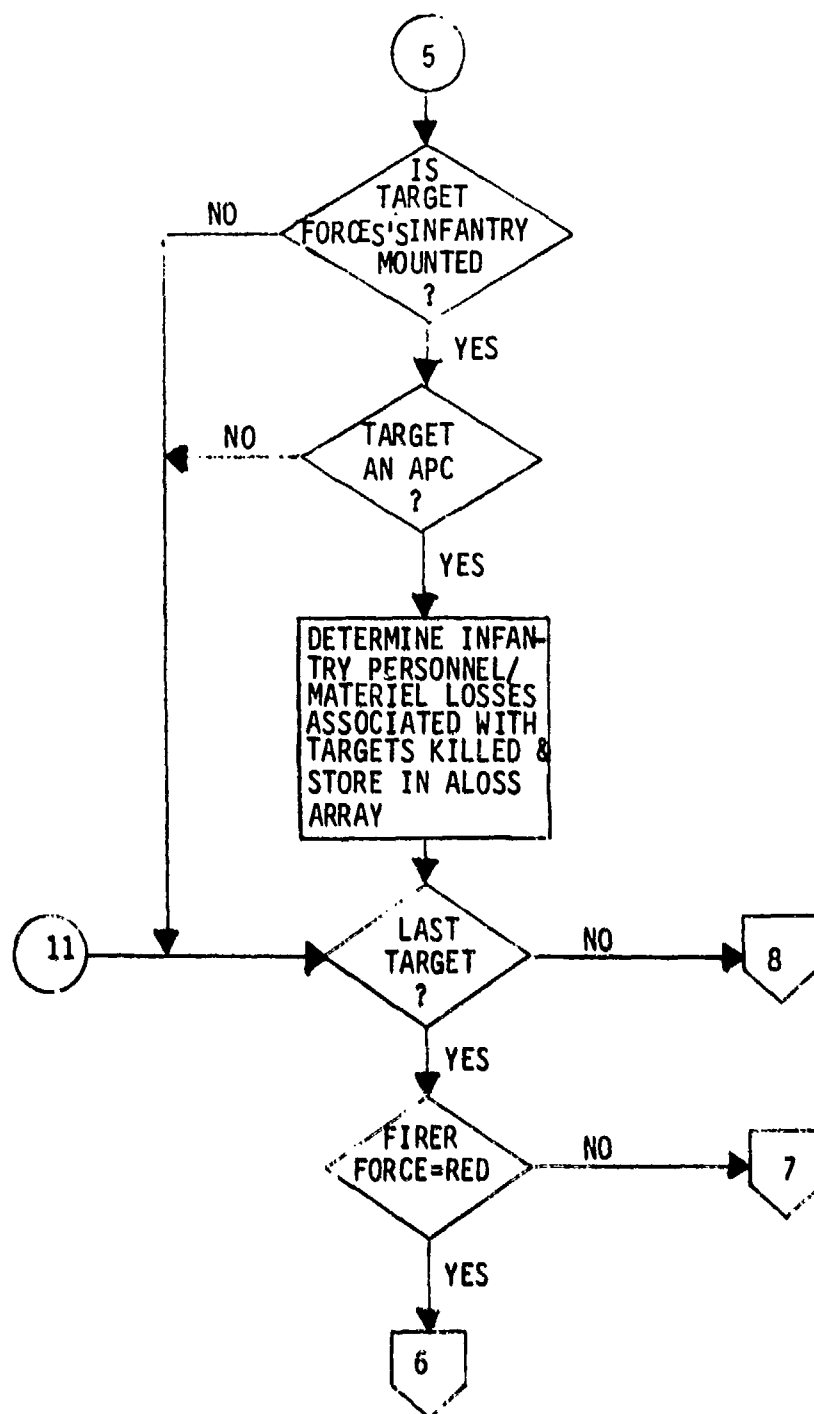 5
IS
TARGET
FORCES'S INFANTRY
MOUNTED
?
NO
YES
TARGET
AN APC
?
NO
YES
DETERMINE INFAN-
TRY PERSONNEL/
MATERIEL LOSSES
ASSOCIATED WITH
TARGETS KILLED &
STORE IN ALOSS
ARRAY
11
LAST
TARGET
?
NO
8
YES
FIRER
FORCE=RED
NO
7
YES
6